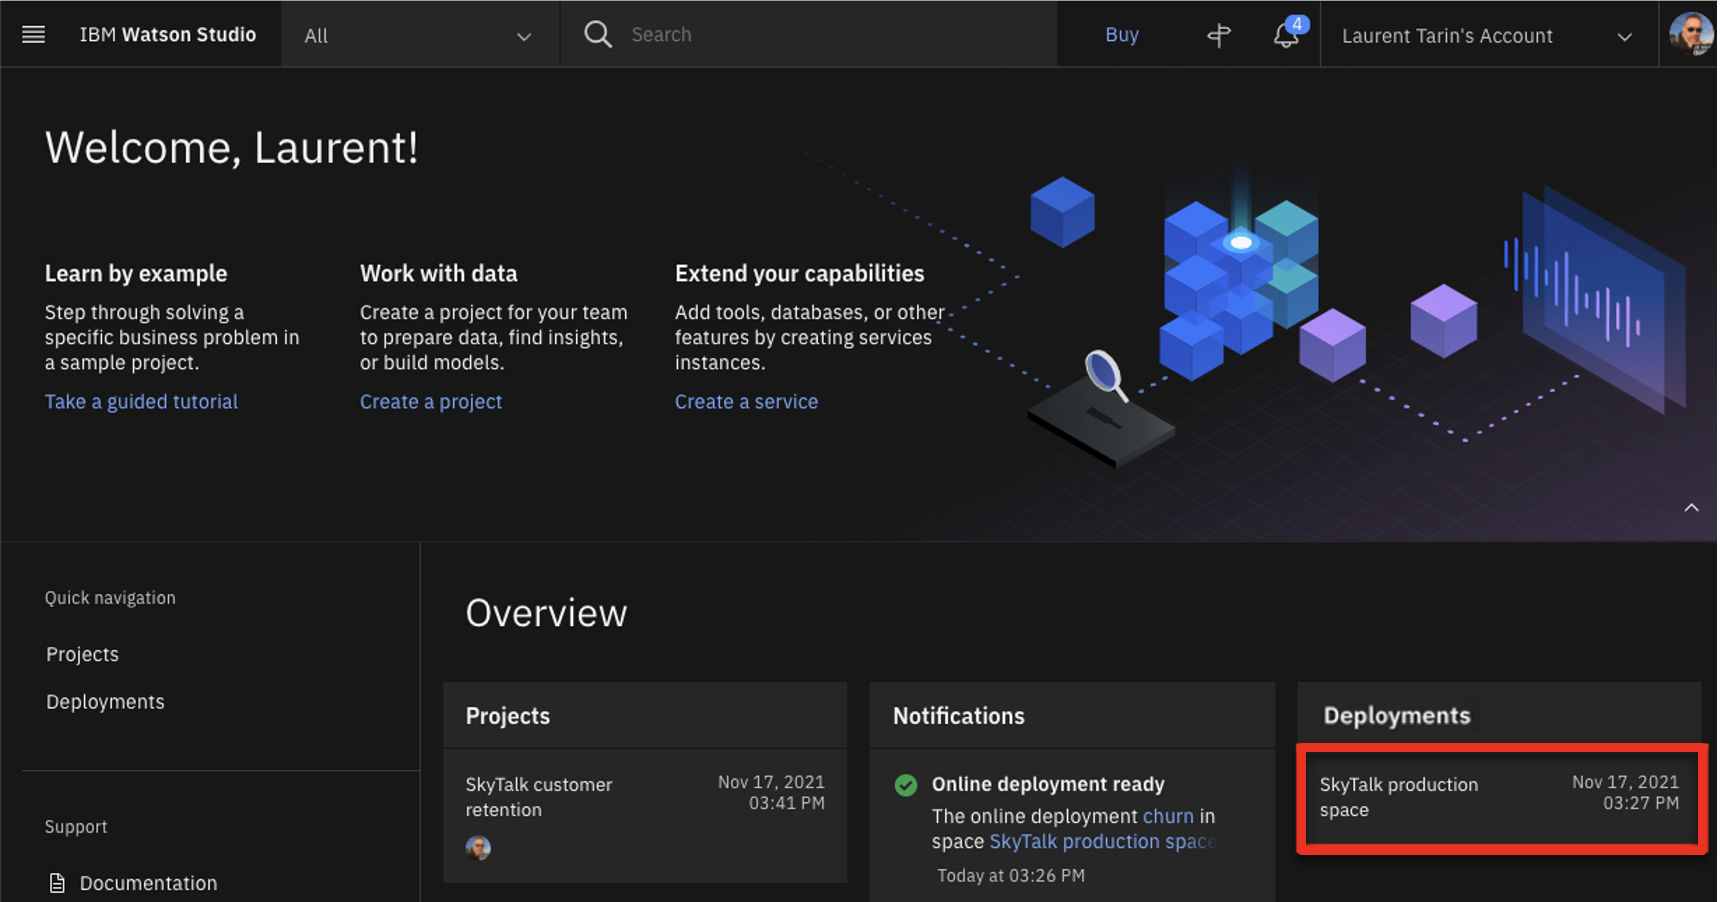 IBM Watson Studio
All
Search
Buy
4
Laurent Tarin's Account
Welcome, Laurent!
Learn by example
Step through solving a
specific business problem in
a sample project.
Take a guided tutorial
Work with data
Create a project for your team
to prepare data, find insights,
or build models.
Create a project
Extend your capabilities
Add tools, databases, or other
features by creating services
instances.
Create a service
Quick navigation
Projects
Deployments
Support
Documentation
Overview
Projects
SkyTalk customer
retention
Nov 17, 2021
03:41 PM
Notifications
Online deployment ready
The online deployment churn in
space SkyTalk production space
Today at 03:26 PM
Deployments
SkyTalk production
space
Nov 17, 2021
03:27 PM